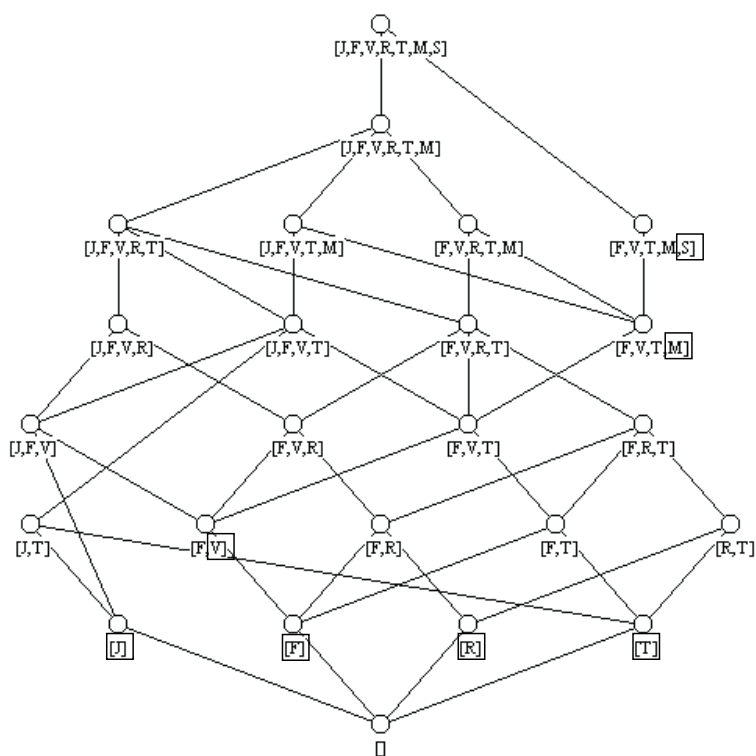 [J,F,V,R,T,M,S]
[J,F,V,R,T,M]
[J,F,V,R,T] [J,F,V,T,M] [F,V,R,T,M] [F,V,T,M,S]
[J,F,V,R] [J,F,V,T] [F,V,R,T] [F,V,T,M]
[J,F,V] [F,V,R] [F,V,T] [F,R,T]
[J,T] [F,V] [F,R] [F,T] [R,T]
[J] [F] [R] [T]
[]